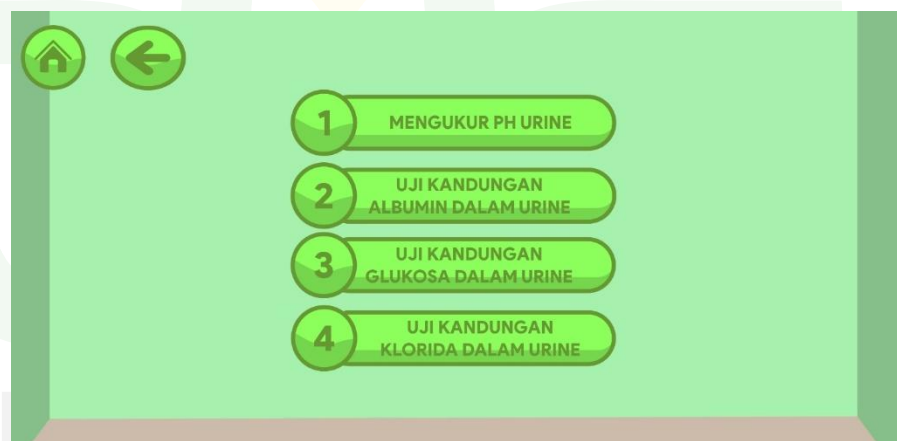 1 MENGUKUR PH URINE
2 UJI KANDUNGAN
ALBUMIN DALAM URINE
3 UJI KANDUNGAN
GLUKOSA DALAM URINE
4 UJI KANDUNGAN
KLORIDA DALAM URINE